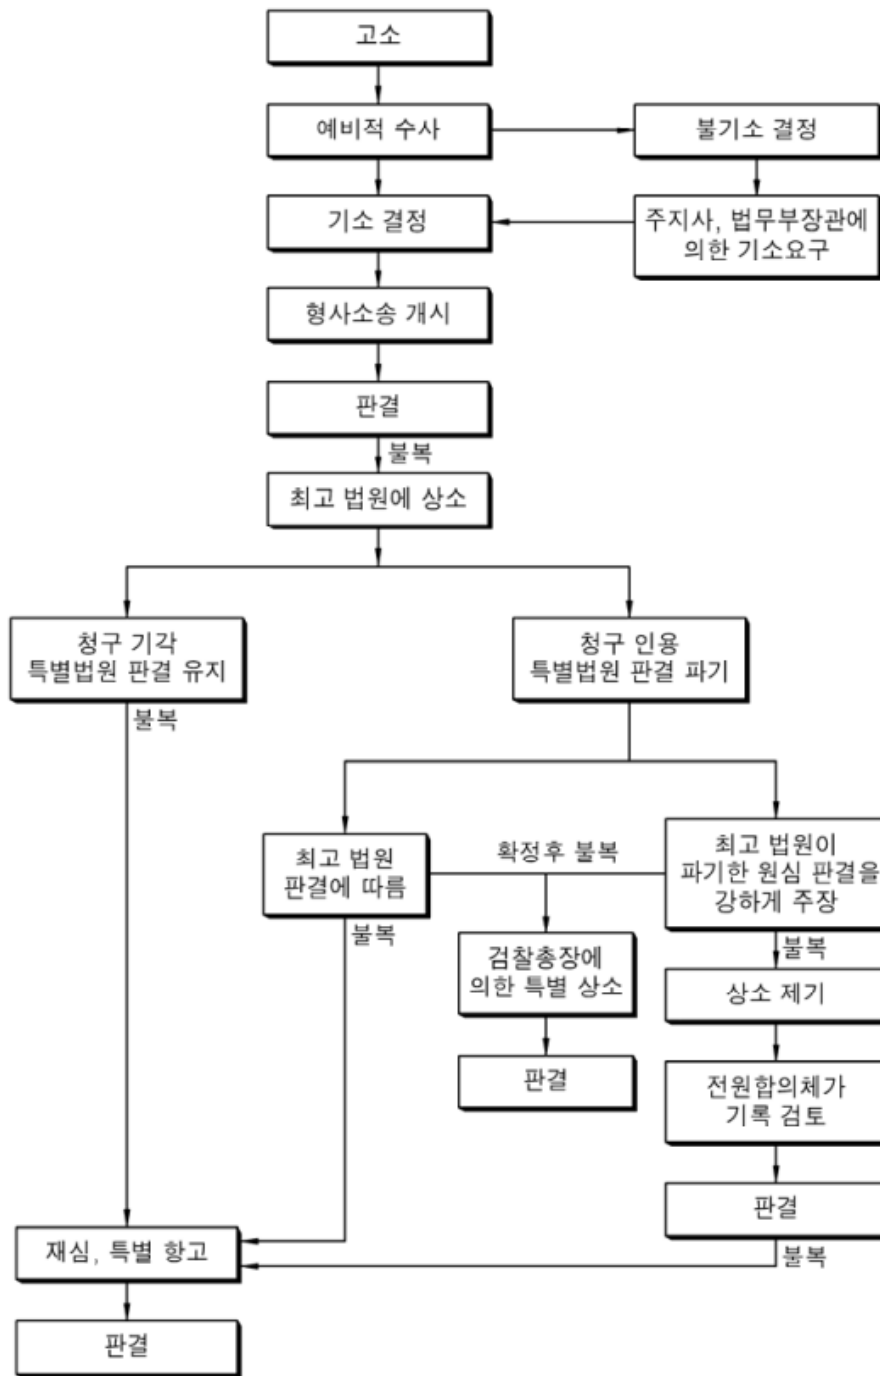 고소
예비적 수사
불기소 결정
기소 결정
주지사, 법무부장관에
의한 기소요구
형사소송 개시
판결
불복
최고 법원에 상소
청구 기각
특별법원 판결 유지
불복
청구 인용
특별법원 판결 파기
최고 법원
판결에 따름
불복
확정후 불복
최고 법원이
파기한 원심 판결을
강하게 주장
불복
검찰총장에
의한 특별 상소
판결
상소 제기
전원합의체가
기록 검토
판결
불복
재심, 특별 항고
판결